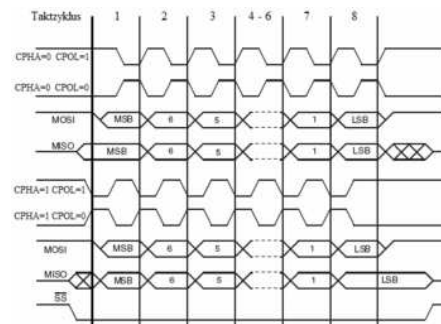 Taktzyklus 1 2 3 4 - 6 7 8
CPHA=0 CPOL=1
CPHA=0 CPOL=0
MOSI MSB 6 5 1 LSB
MISO MSB 6 5 1 LSB
CPHA=1 CPOL=1
CPHA=1 CPOL=0
MOSI MSB 6 5 1 LSB
MISO MSB 6 5 1 LSB
SS